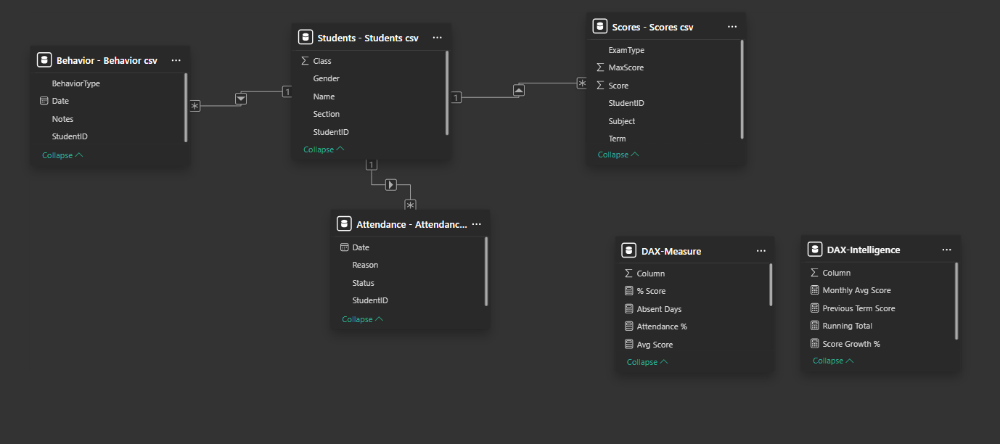 Behavior - Behavior csv
BehaviorType
Date
Notes
StudentID
Collapse
*
1
Students - Students csv
Class
Gender
Name
Section
StudentID
Collapse
1
*
Scores - Scores csv
ExamType
MaxScore
Score
StudentID
Subject
Term
Collapse
1
*
Attendance - Attendanc...
Date
Reason
Status
StudentID
Collapse
DAX-Measure
Column
% Score
Absent Days
Attendance %
Avg Score
Collapse
DAX-Intelligence
Column
Monthly Avg Score
Previous Term Score
Running Total
Score Growth %
Collapse